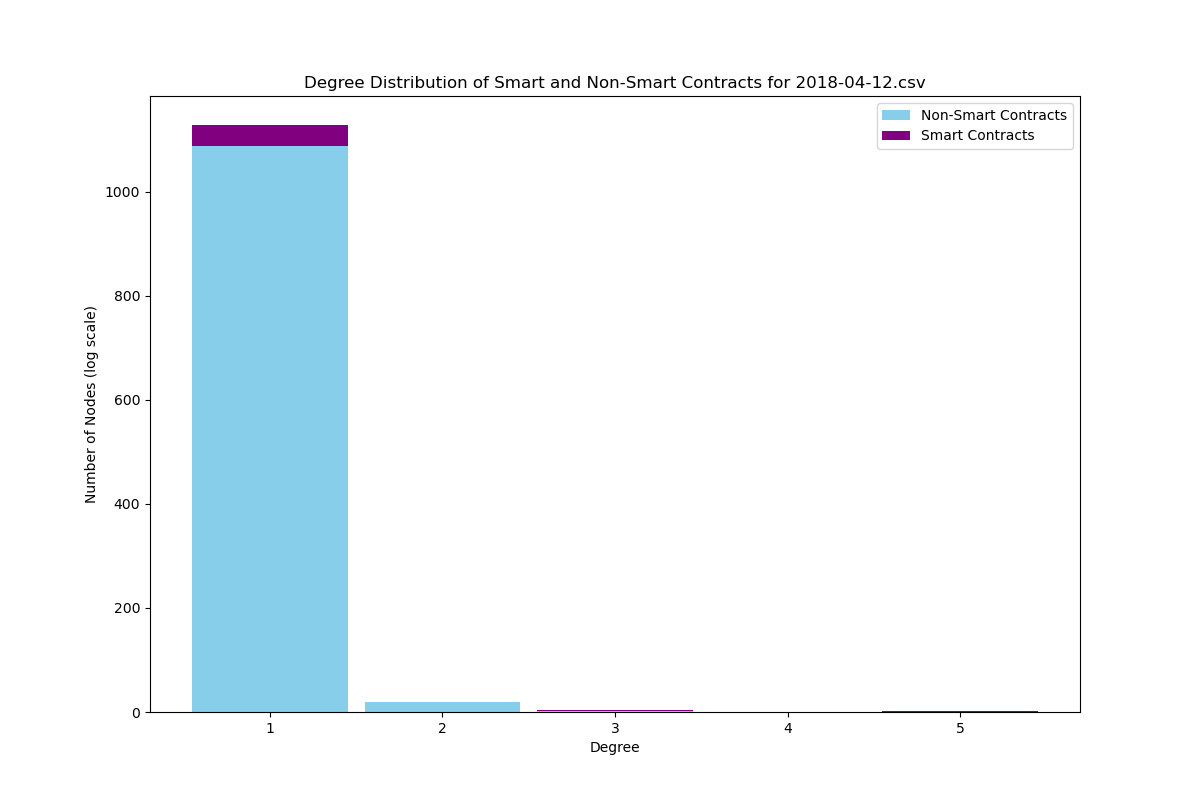 Degree Distribution of Smart and Non-Smart Contracts for 2018-04-12.csv
Non-Smart Contracts
Smart Contracts
1000
800
600
400
200
0
Number of Nodes (log scale)
1 2 3 4 5
Degree